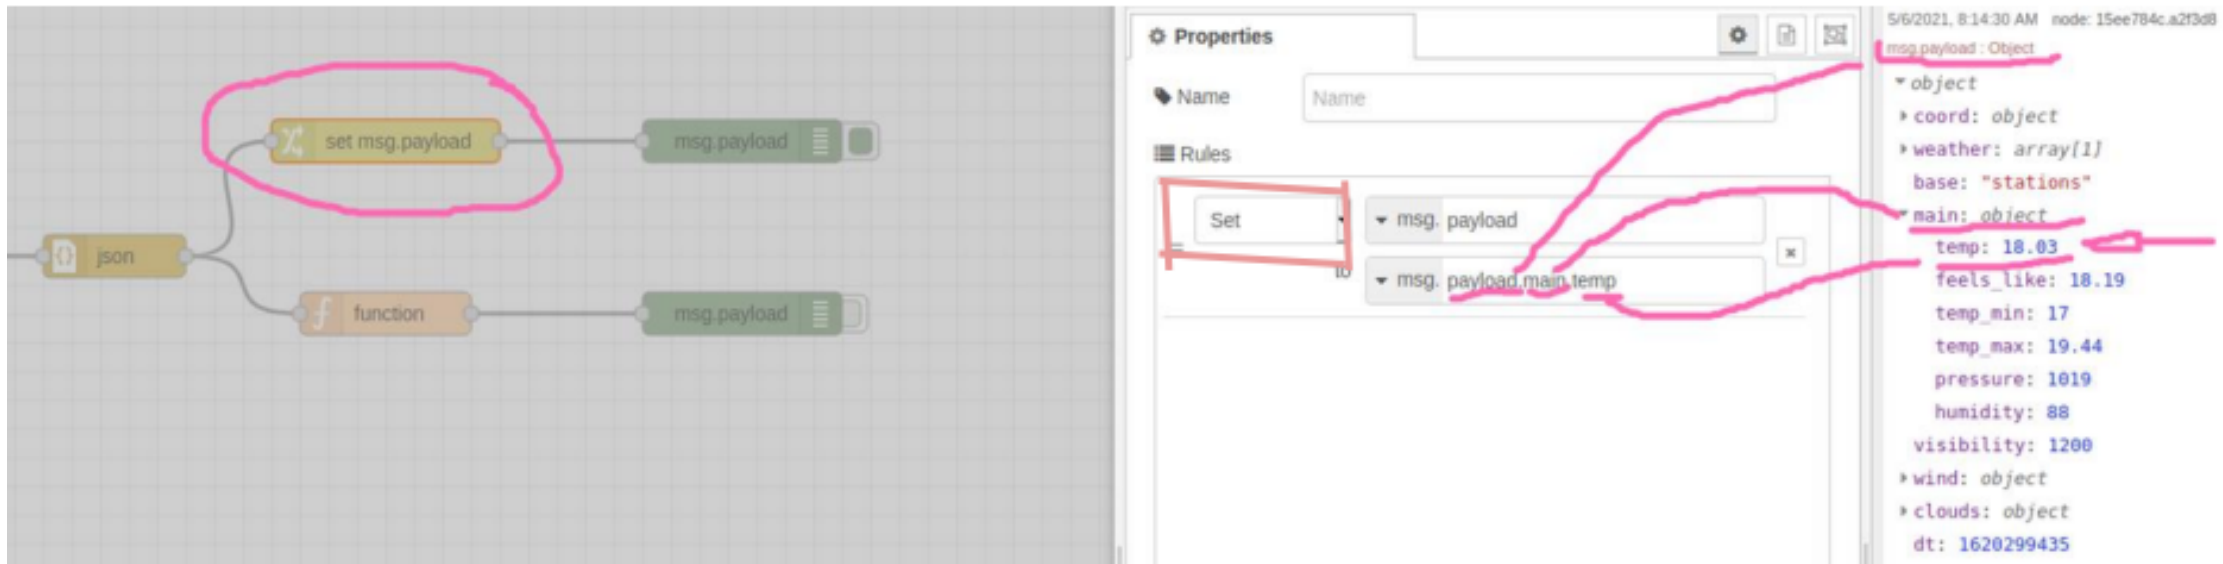 set msg.payload
msg.payload
json
function
msg.payload
Properties
Name
Name
Rules
Set
msg. payload
to
msg. payload.main.temp
5/6/2021, 8:14:30 AM node: 15ee784c.a2f3d8
msg.payload : Object
object
coord: object
weather: array[1]
base: "stations"
main: object
temp: 18.03
feels_like: 18.19
temp_min: 17
temp_max: 19.44
pressure: 1019
humidity: 88
visibility: 1200
wind: object
clouds: object
dt: 1620299435